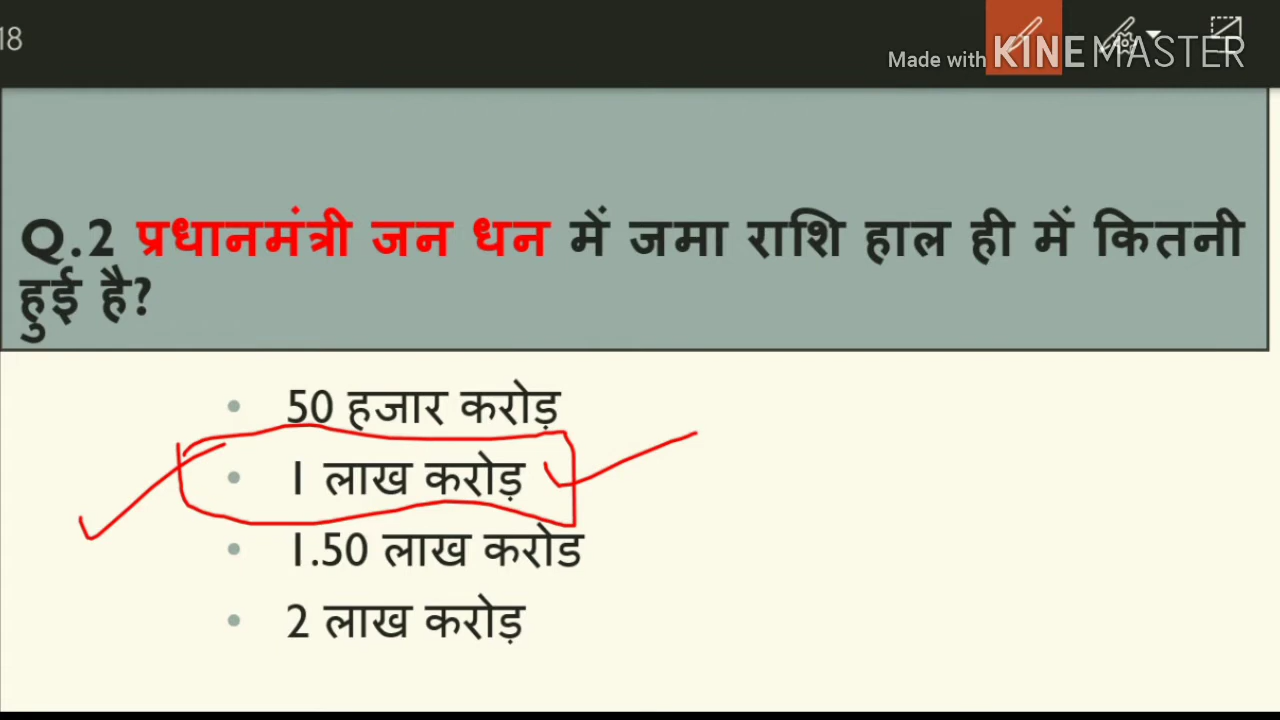 18
Made with KINEMASTER
Q.2 प्रधानमंत्री जन धन में जमा राशि हाल ही में कितनी
हुई है?
50 हजार करोड़
1 लाख करोड़
1.50 लाख करोड
2 लाख करोड़